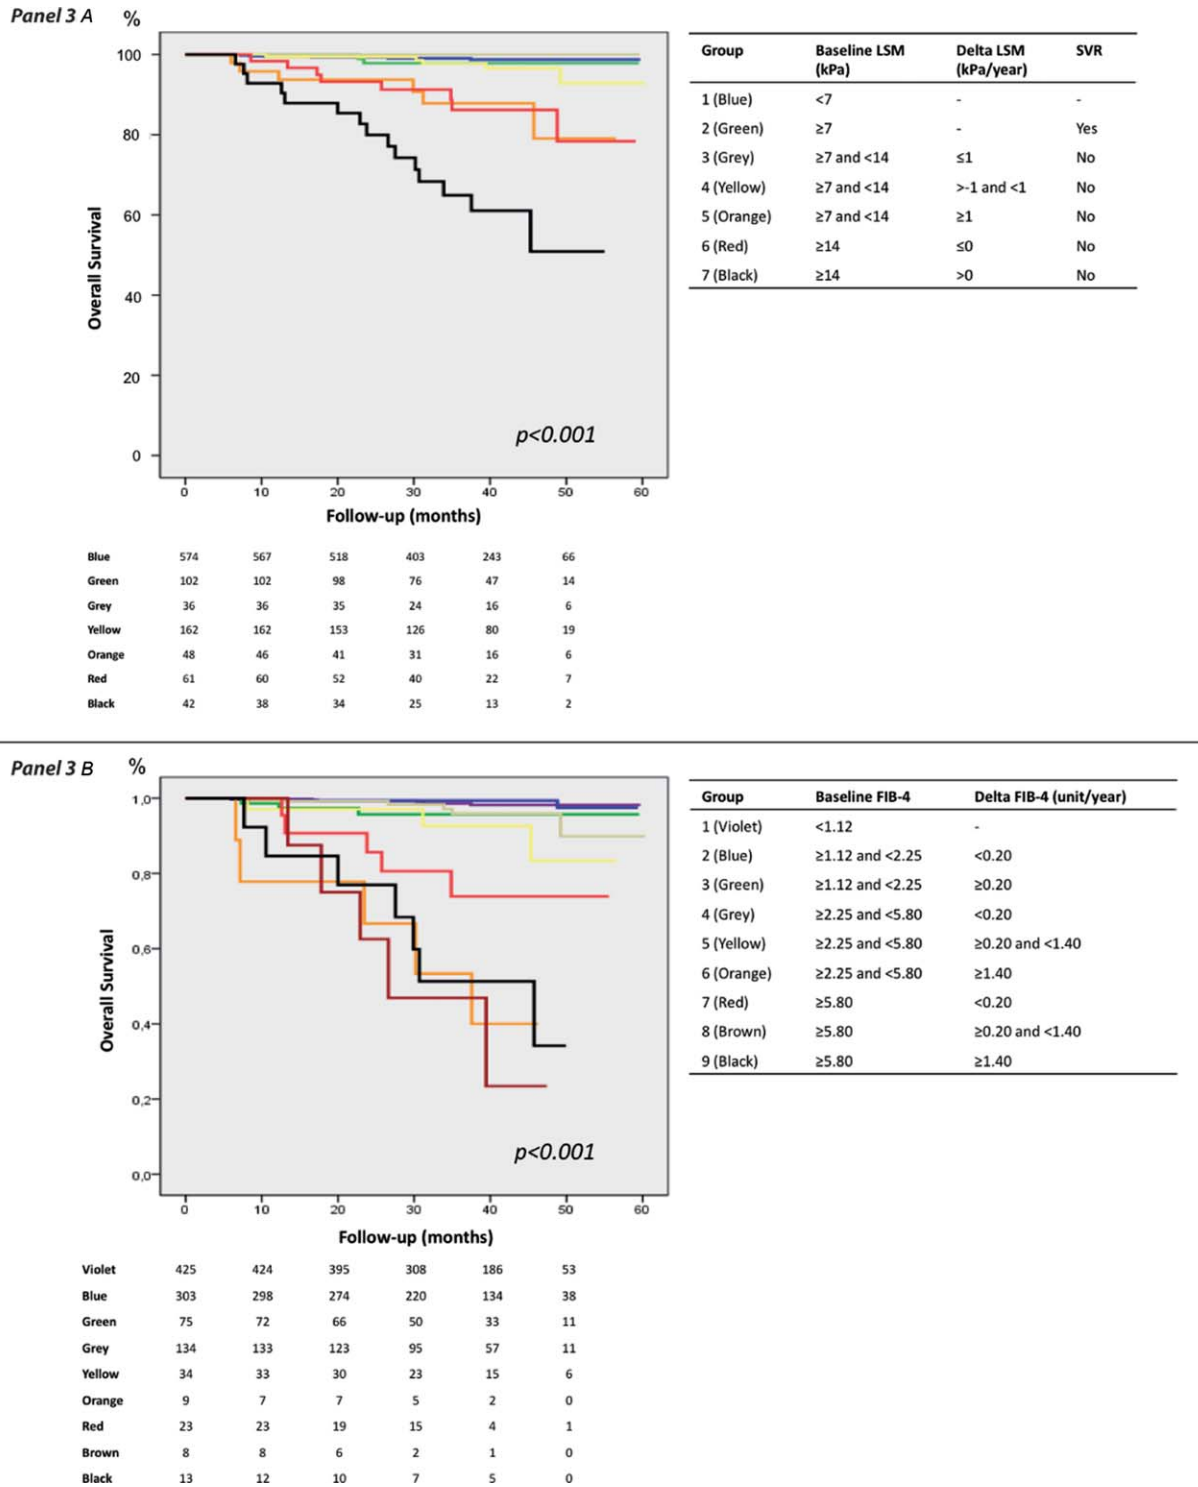 Panel 3 A
%
100
80
60
40
20
0
Overall Survival
p<0.001
0 10 20 30 40 50 60
Follow-up (months)
Group Baseline LSM (kPa) Delta LSM (kPa/year) SVR
1 (Blue) <7 - -
2 (Green) ≥7 - Yes
3 (Grey) ≥7 and <14 ≤1 No
4 (Yellow) ≥7 and <14 >-1 and <1 No
5 (Orange) ≥7 and <14 ≥1 No
6 (Red) ≥14 ≤0 No
7 (Black) ≥14 >0 No
Blue 574 567 518 403 243 66
Green 102 102 98 76 47 14
Grey 36 36 35 24 16 6
Yellow 162 162 153 126 80 19
Orange 48 46 41 31 16 6
Red 61 60 52 40 22 7
Black 42 38 34 25 13 2
Panel 3 B
%
1,0
0,8
0,6
0,4
0,2
0,0
Overall Survival
p<0.001
0 10 20 30 40 50 60
Follow-up (months)
Group Baseline FIB-4 Delta FIB-4 (unit/year)
1 (Violet) <1.12 -
2 (Blue) ≥1.12 and <2.25 <0.20
3 (Green) ≥1.12 and <2.25 ≥0.20
4 (Grey) ≥2.25 and <5.80 <0.20
5 (Yellow) ≥2.25 and <5.80 ≥0.20 and <1.40
6 (Orange) ≥2.25 and <5.80 ≥1.40
7 (Red) ≥5.80 <0.20
8 (Brown) ≥5.80 ≥0.20 and <1.40
9 (Black) ≥5.80 ≥1.40
Violet 425 424 395 308 186 53
Blue 303 298 274 220 134 38
Green 75 72 66 50 33 11
Grey 134 133 123 95 57 11
Yellow 34 33 30 23 15 6
Orange 9 7 7 5 2 0
Red 23 23 19 15 4 1
Brown 8 8 6 2 1 0
Black 13 12 10 7 5 0